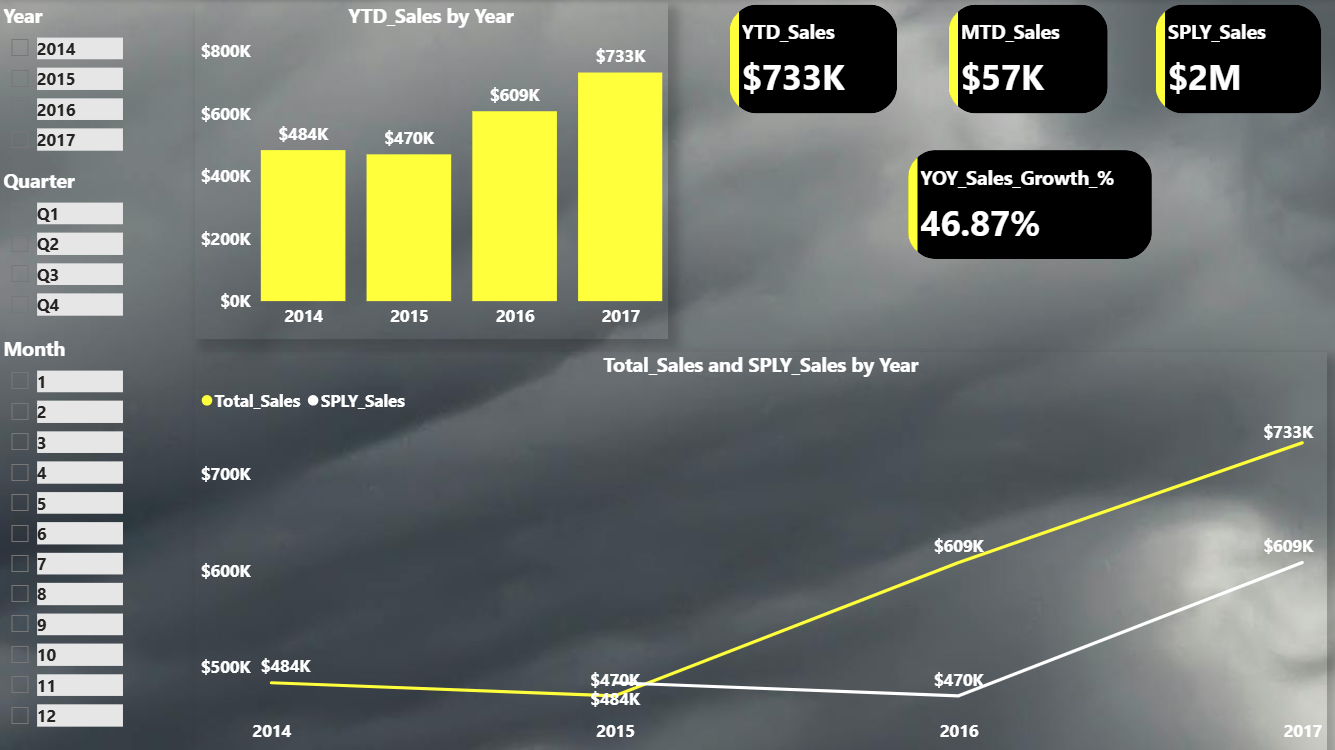 Year
2014
2015
2016
2017
Quarter
Q1
Q2
Q3
Q4
Month
1
2
3
4
5
6
7
8
9
10
11
12
YTD_Sales by Year
$800K
$600K
$400K
$200K
$0K
$484K
$470K
$609K
$733K
2014
2015
2016
2017
YTD_Sales
$733K
MTD_Sales
$57K
SPLY_Sales
$2M
YOY_Sales_Growth_%
46.87%
Total_Sales and SPLY_Sales by Year
Total_Sales SPLY_Sales
$700K
$600K
$500K
$484K
$470K
$484K
$609K
$470K
$733K
$609K
2014
2015
2016
2017